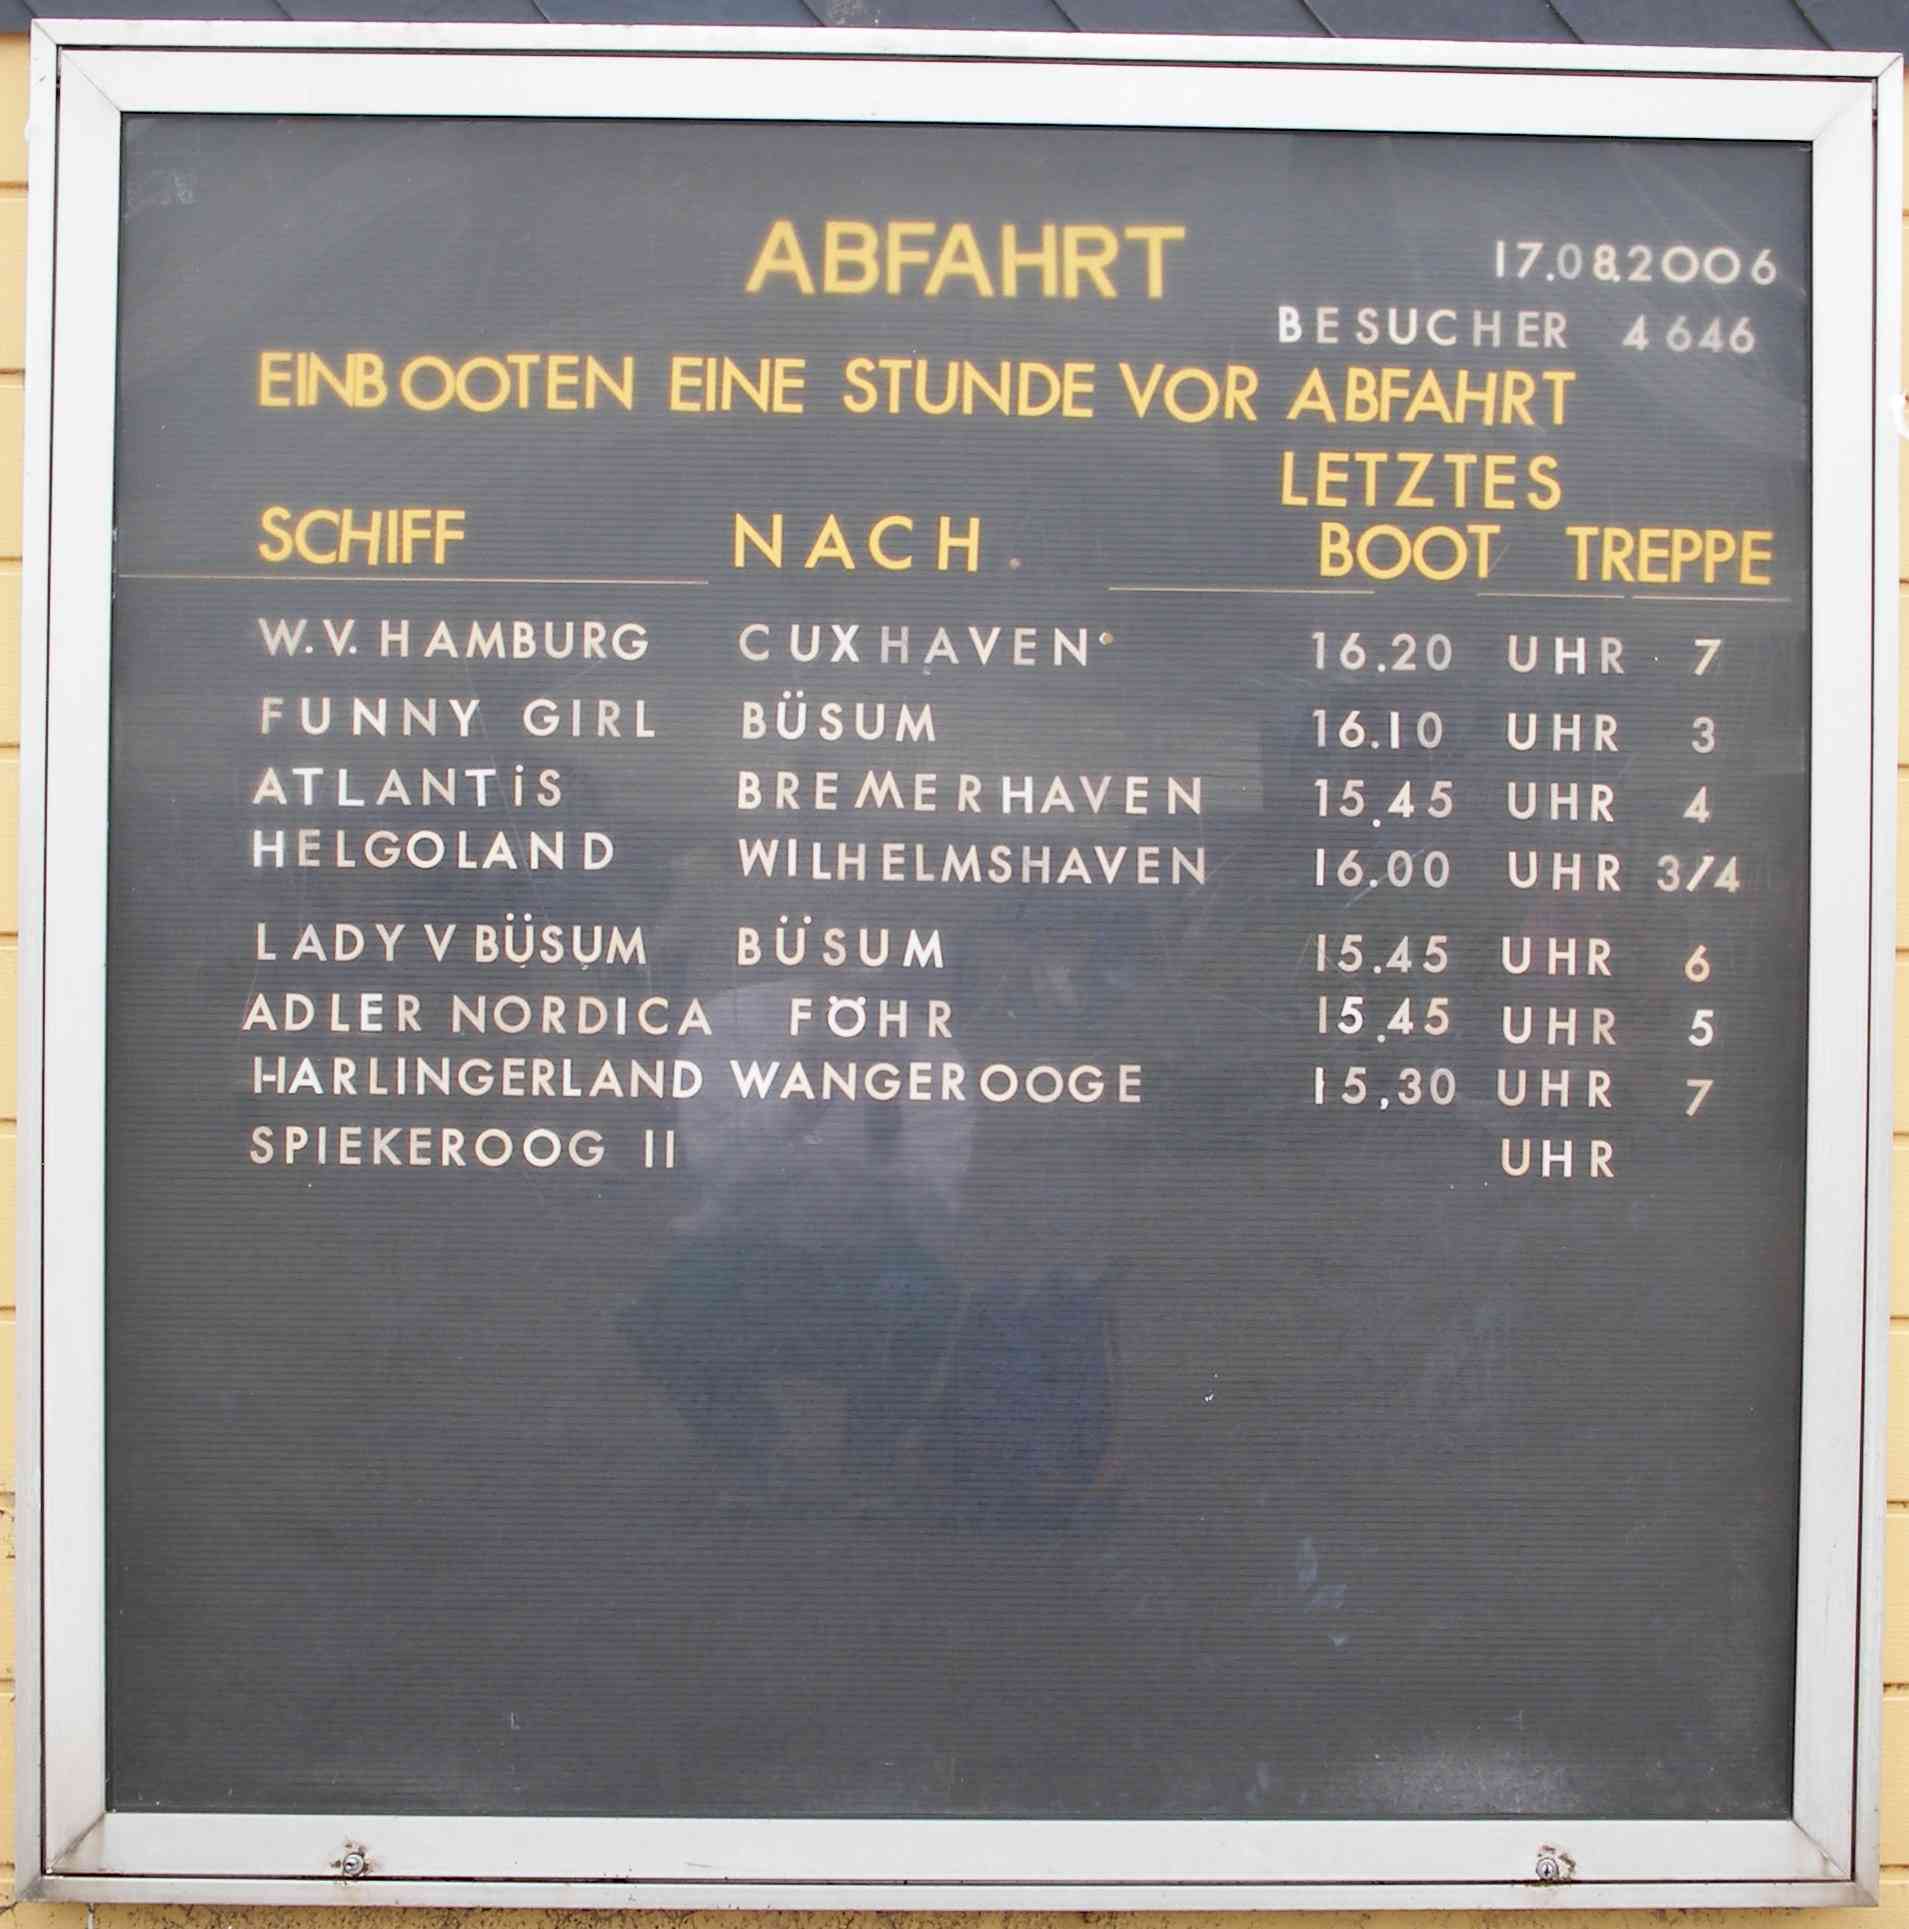 ABFAHRT 17.08.2006
BESUCHER 4646
EINBOOTEN EINE STUNDE VOR ABFAHRT
LETZTES
SCHIFF NACH. BOOT TREPPE
W.V. HAMBURG CUXHAVEN 16.20 UHR 7
FUNNY GIRL BÜSUM 16.10 UHR 3
ATLANTiS BREMERHAVEN 15.45 UHR 4
HELGOLAND WILHELMSHAVEN 16.00 UHR 3/4
LADY V BÜSUM BÜSUM 15.45 UHR 6
ADLER NORDICA FÖHR 15.45 UHR 5
HARLINGERLAND WANGEROOGE 15,30 UHR 7
SPIEKEROOG II UHR